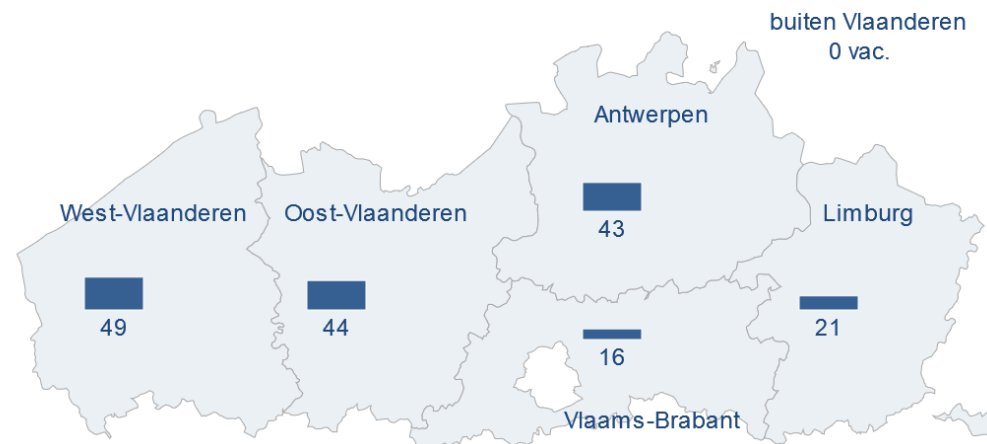 buiten Vlaanderen
0 vac.
Antwerpen
43
West-Vlaanderen
49
Oost-Vlaanderen
44
Limburg
21
16
Vlaams-Brabant